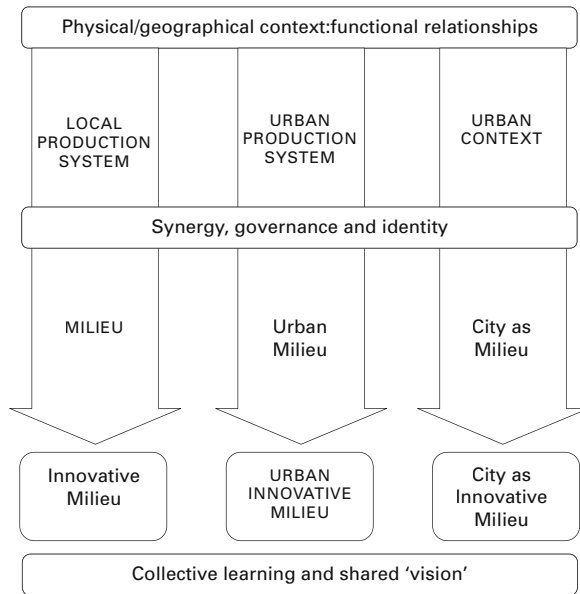 Physical/geographical context:functional relationships
LOCAL
PRODUCTION
SYSTEM
URBAN
PRODUCTION
SYSTEM
URBAN
CONTEXT
Synergy, governance and identity
MILIEU
Urban
Milieu
City as
Milieu
Innovative
Milieu
URBAN
INNOVATIVE
MILIEU
City as
Innovative
Milieu
Collective learning and shared ‘vision’